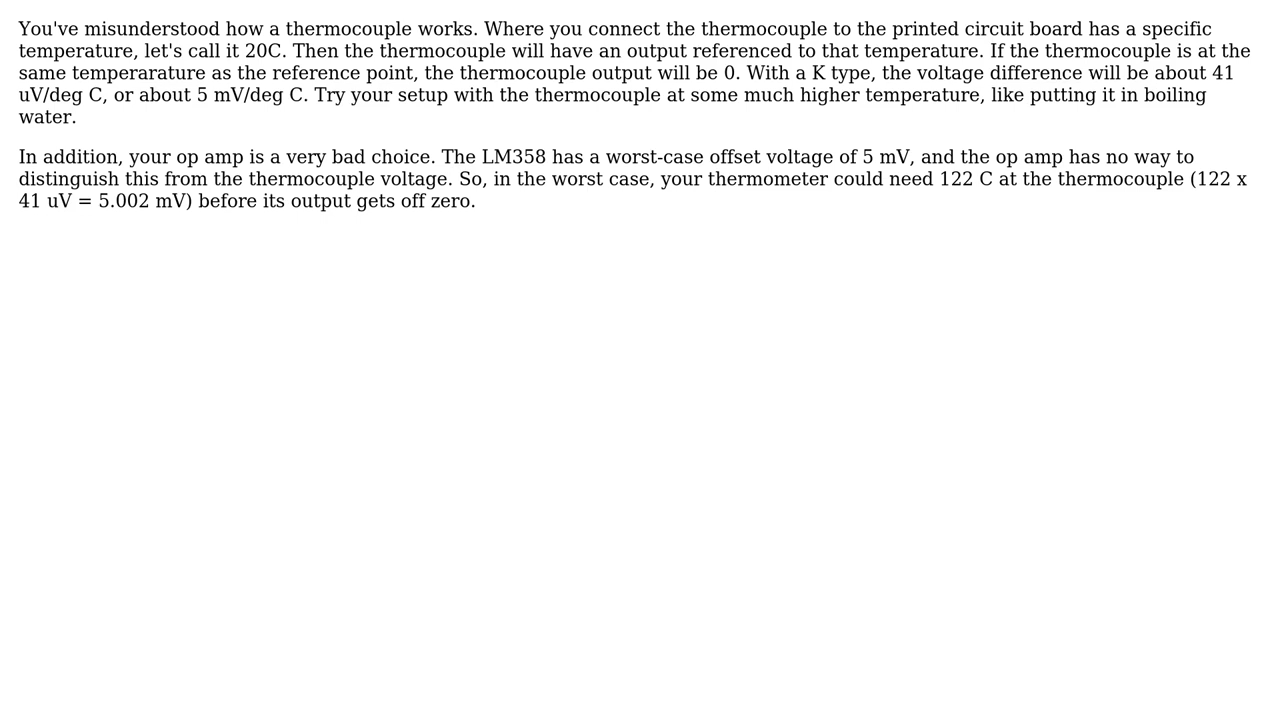 You've misunderstood how a thermocouple works. Where you connect the thermocouple to the printed circuit board has a specific
temperature, let's call it 20C. Then the thermocouple will have an output referenced to that temperature. If the thermocouple is at the
same temperarature as the reference point, the thermocouple output will be 0. With a K type, the voltage difference will be about 41
uV/deg C, or about 5 mV/deg C. Try your setup with the thermocouple at some much higher temperature, like putting it in boiling
water.
In addition, your op amp is a very bad choice. The LM358 has a worst-case offset voltage of 5 mV, and the op amp has no way to
distinguish this from the thermocouple voltage. So, in the worst case, your thermometer could need 122 C at the thermocouple (122 x
41 uV = 5.002 mV) before its output gets off zero.